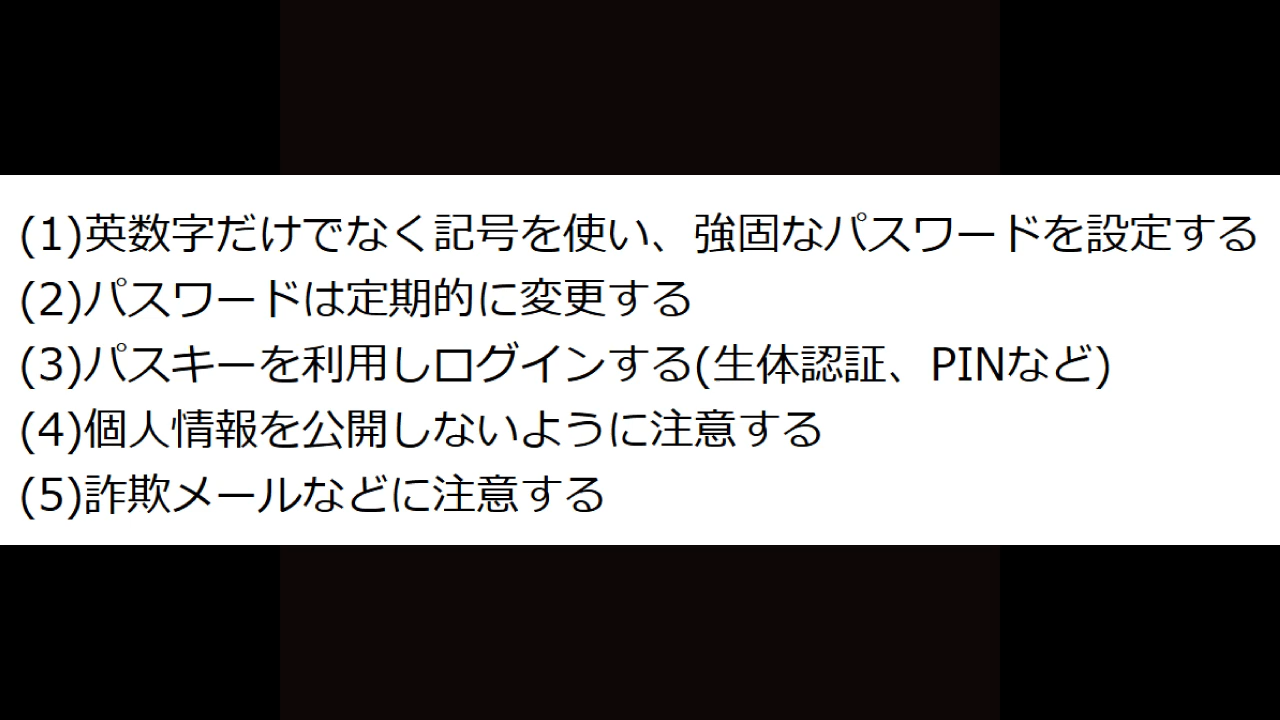 (1)英数字だけでなく記号を使い、強固なパスワードを設定する
(2)パスワードは定期的に変更する
(3)パスキーを利用しログインする(生体認証、PINなど)
(4)個人情報を公開しないように注意する
(5)詐欺メールなどに注意する